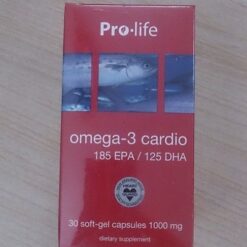 Pro·life
omega-3 cardio
185 EPA / 125 DHA
30 soft-gel capsules 1000 mg
dietary supplement